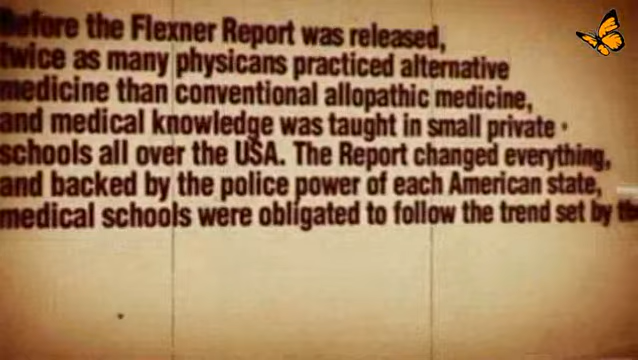 Before the Flexner Report was released,
twice as many physicans practiced alternative
medicine than conventional allopathic medicine,
and medical knowledge was taught in small private
schools all over the USA. The Report changed everything,
and backed by the police power of each American state,
medical schools were obligated to follow the trend set by